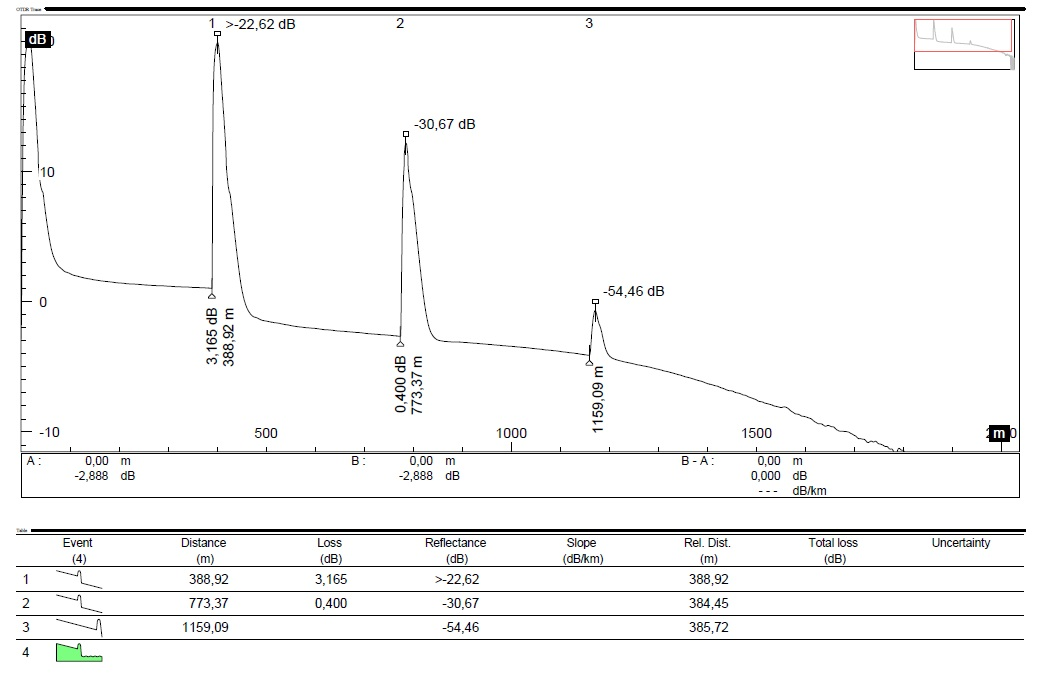 OTDR Trace
1 >-22,62 dB 2 3
dB
-30,67 dB
10
-54,46 dB
0
3,165 dB
388,92 m
0,400 dB
773,37 m
1159,09 m
-10 500 1000 1500 m
A : 0,00 m B : 0,00 m B - A : 0,00 m
-2,888 dB -2,888 dB 0,000 dB
--- dB/km
Table
Event Distance Loss Reflectance Slope Rel. Dist. Total loss Uncertainty
(4) (m) (dB) (dB) (dB/km) (m) (dB)
1 388,92 3,165 >-22,62 388,92
2 773,37 0,400 -30,67 384,45
3 1159,09 -54,46 385,72
4